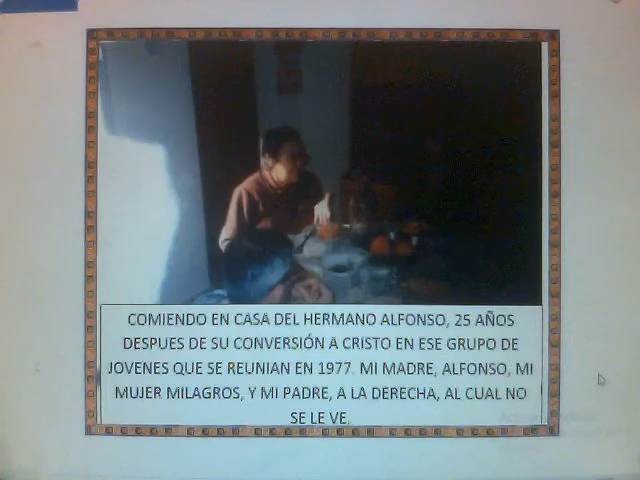 COMIENDO EN CASA DEL HERMANO ALFONSO, 25 AÑOS
DESPUES DE SU CONVERSIÓN A CRISTO EN ESE GRUPO DE
JOVENES QUE SE REUNIAN EN 1977. MI MADRE, ALFONSO, MI
MUJER MILAGROS, Y MI PADRE, A LA DERECHA, AL CUAL NO
SE LE VE.